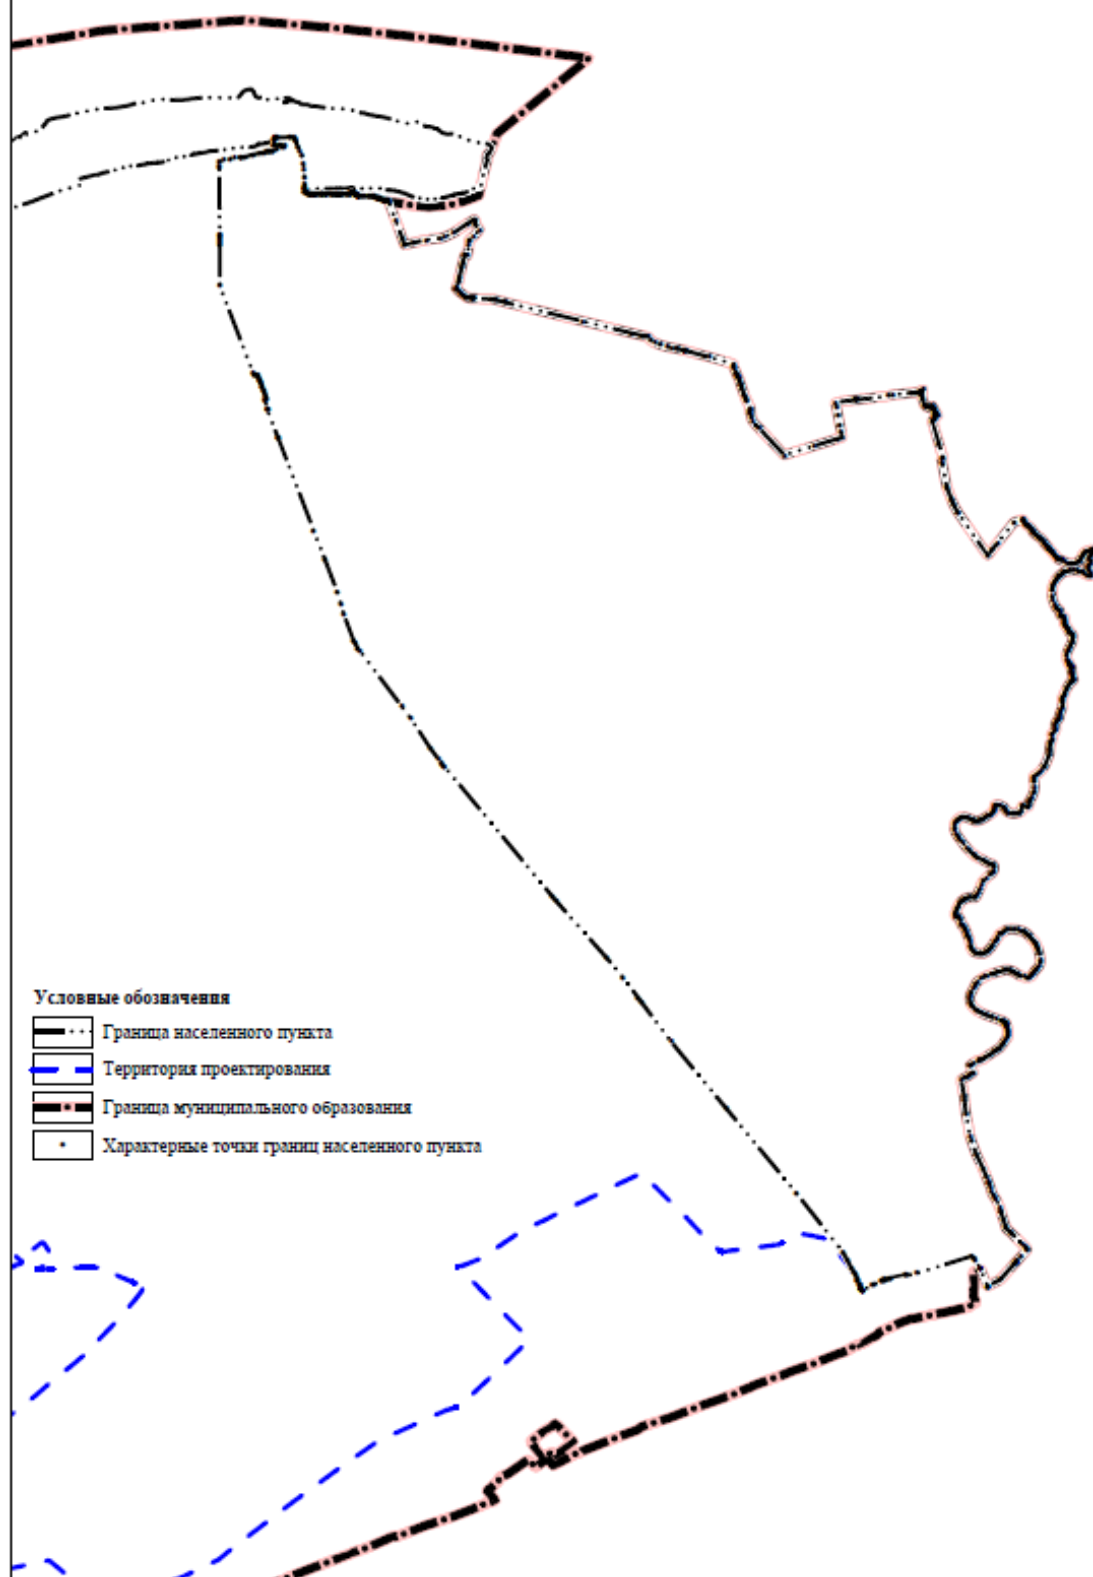 Условные обозначения
Граница населенного пункта
Территория проектирования
Граница муниципального образования
Характерные точки границ населенного пункта